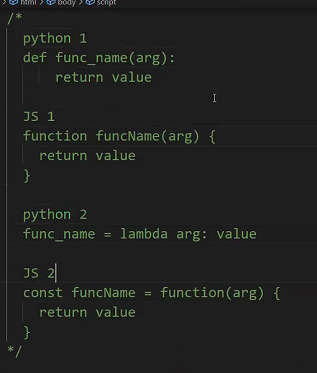 html > body > script
/*
python 1
def func_name(arg):
    return value
JS 1
function funcName(arg) {
  return value
}
python 2
func_name = lambda arg: value
JS 2
const funcName = function(arg) {
  return value
}
*/